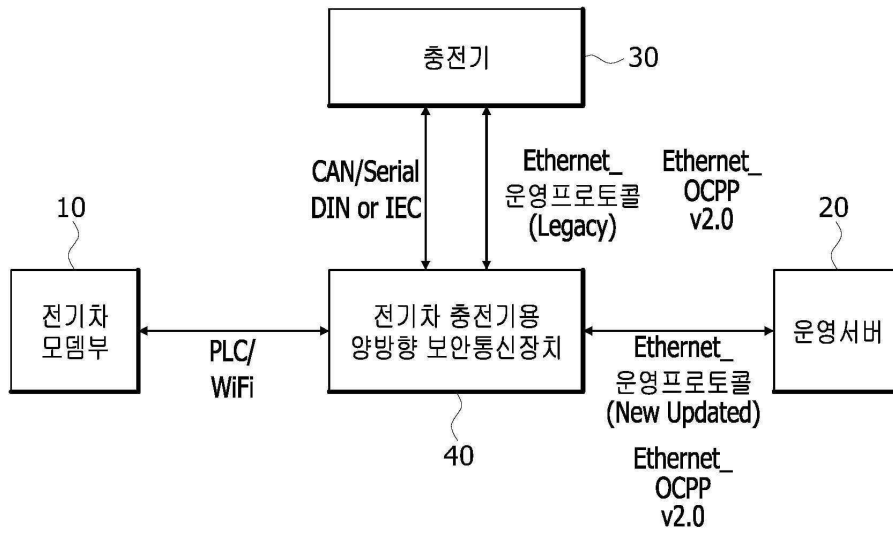 충전기
30
CAN/Serial
DIN or IEC
Ethernet_
운영프로토콜
(Legacy)
Ethernet_
OCPP
v2.0
10
20
전기차
모뎀부
PLC/
WiFi
전기차 충전기용
양방향 보안통신장치
40
운영서버
Ethernet_
운영프로토콜
(New Updated)
Ethernet_
OCPP
v2.0